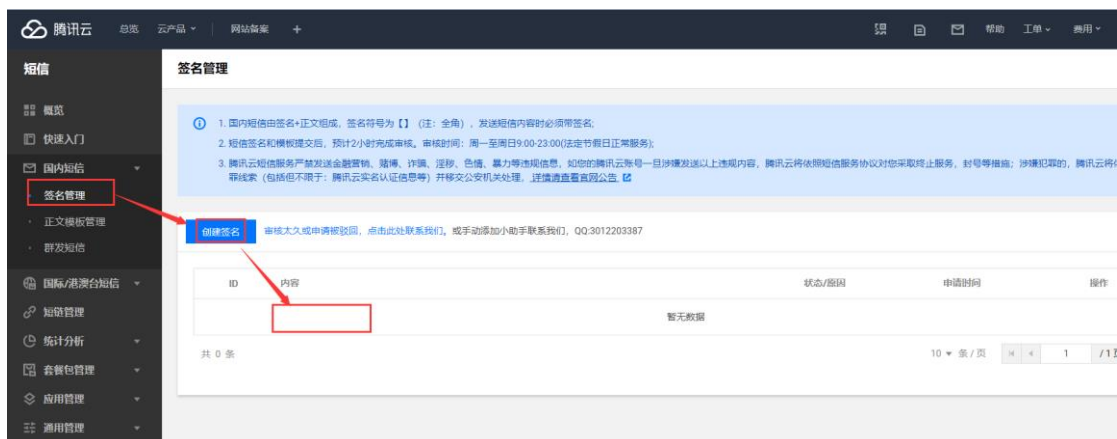 腾讯云 总览 云产品 网站备案 + 帮助 工单 费用
短信
签名管理
概览
快速入门
国内短信
签名管理
正文模板管理
群发短信
国际/港澳台短信
短链管理
统计分析
套餐包管理
应用管理
通用管理
1. 国内短信由签名+正文组成，签名符号为【】（注：全角），发送短信内容时必须带签名;
2. 短信签名和模板提交后，预计2小时完成审核。审核时间：周一至周日9:00-23:00(法定节假日正常服务);
3. 腾讯云短信服务严禁发送金融营销、赌博、诈骗、淫秽、色情、暴力等违规信息，如您的腾讯云账号一旦涉嫌发送以上违规内容，腾讯云将依照短信服务协议对您采取终止服务，封号等措施；涉嫌犯罪的，腾讯云将
罪线索（包括但不限于：腾讯云实名认证信息等）并移交公安机关处理，详情请查看官网公告
创建签名 审核太久或申请被驳回，点击此处联系我们。或手动添加小助手联系我们，QQ:3012203387
ID 内容 状态/原因 申请时间 操作
暂无数据
共 0 条 10 条 / 页 1 / 1